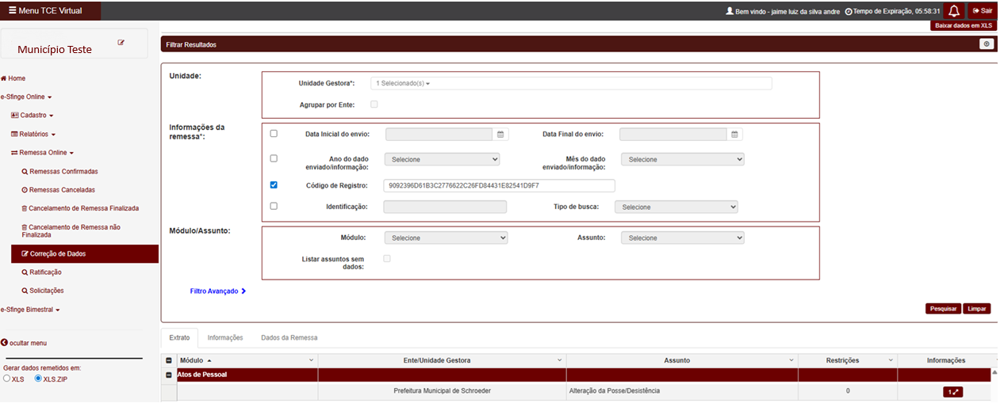 Menu TCE Virtual
Bem vindo - jaime luiz da silva andre Tempo de Expiração, 05:58:31 Sair
Baixar dados em XLS
Município Teste
Filtrar Resultados
Home
e-Sfinge Online
Cadastro
Relatórios
Remessa Online
Remessas Confirmadas
Remessas Canceladas
Cancelamento de Remessa Finalizada
Cancelamento de Remessa não
Finalizada
Correção de Dados
Ratificação
Solicitações
e-Sfinge Bimestral
ocultar menu
Gerar dados remetidos em:
XLS XLS.ZIP
Unidade:
Unidade Gestora*: 1 Selecionado(s)
Agrupar por Ente:
Informações da
remessa*:
Data Inicial do envio: Data Final do envio:
Ano do dado
enviado/informação: Selecione
Mês do dado
enviado/informação: Selecione
Código de Registro: 9092396D61B3C2776622C26FD84431E82541D9F7
Identificação: Tipo de busca: Selecione
Módulo/Assunto:
Módulo: Selecione Assunto: Selecione
Listar assuntos sem
dados:
Filtro Avançado
Pesquisar Limpar
Extrato Informações Dados da Remessa
Módulo Ente/Unidade Gestora Assunto Restrições Informações
Atos de Pessoal
Prefeitura Municipal de Schroeder Alteração da Posse/Desistência 0 1